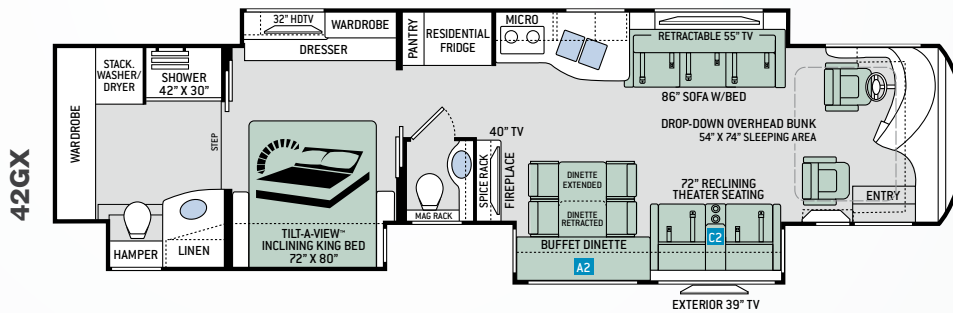 42GX
WARDROBE
STACK.
WASHER/
DRYER
SHOWER
42" X 30"
STEP
HAMPER
LINEN
32" HDTV
WARDROBE
DRESSER
TILT-A-VIEW™
INCLINING KING BED
72" X 80"
PANTRY
RESIDENTIAL
FRIDGE
MICRO
MAG RACK
40" TV
SPICE RACK
FIREPLACE
RETRACTABLE 55" TV
86" SOFA W/BED
DROP-DOWN OVERHEAD BUNK
54" X 74" SLEEPING AREA
DINETTE
EXTENDED
DINETTE
RETRACTED
BUFFET DINETTE
A2
72" RECLINING
THEATER SEATING
C2
ENTRY
EXTERIOR 39" TV